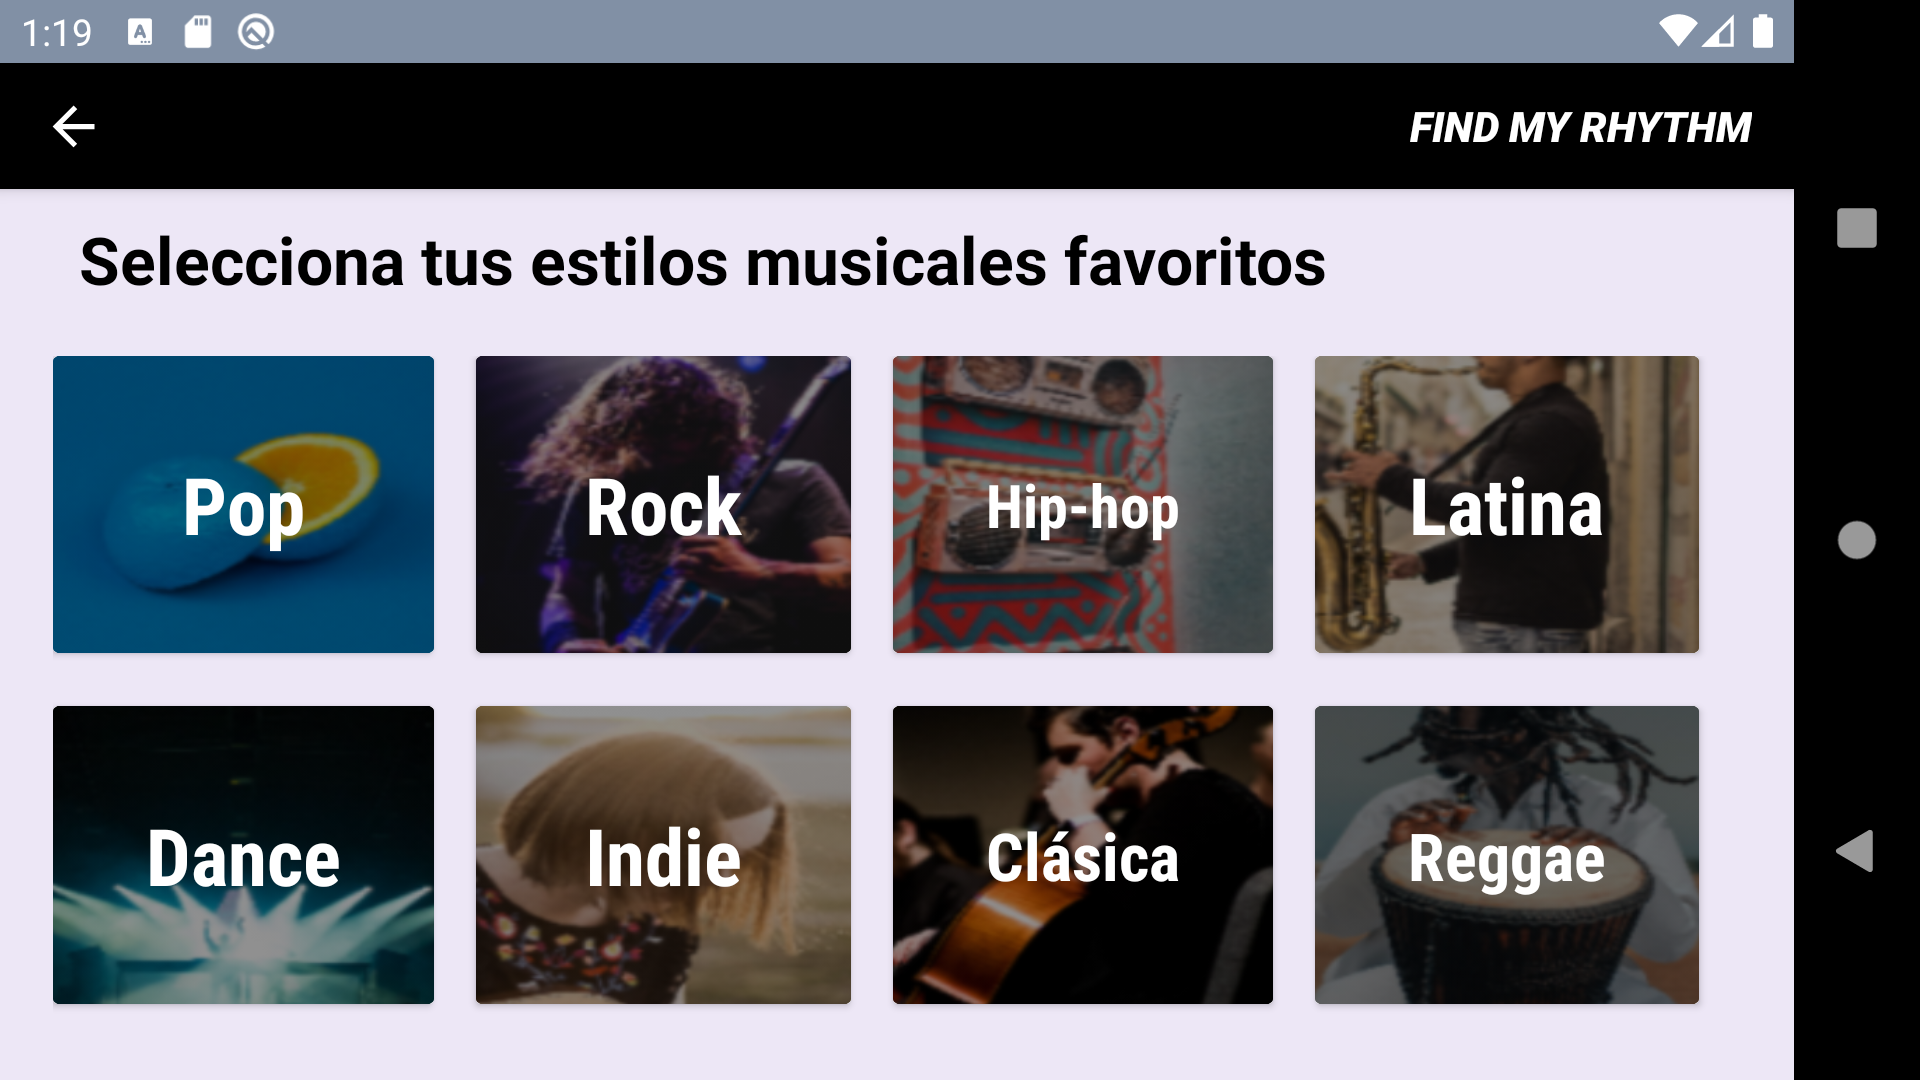 1:19
FIND MY RHYTHM
Selecciona tus estilos musicales favoritos
Pop
Rock
Hip-hop
Latina
Dance
Indie
Clásica
Reggae